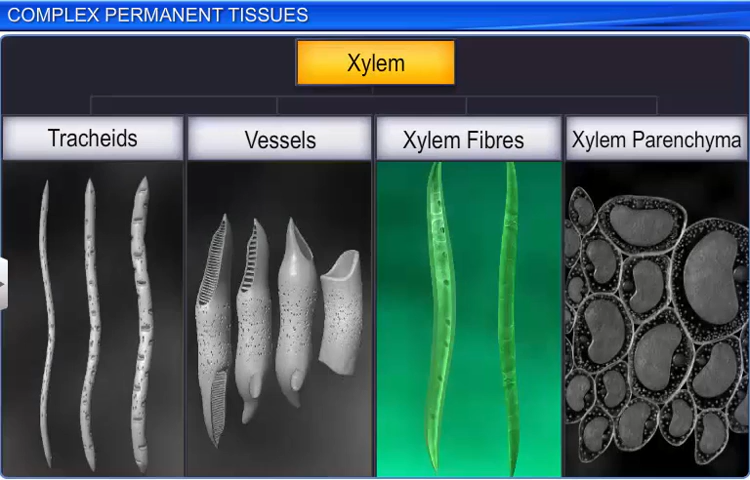 COMPLEX PERMANENT TISSUES
Xylem
Tracheids
Vessels
Xylem Fibres
Xylem Parenchyma